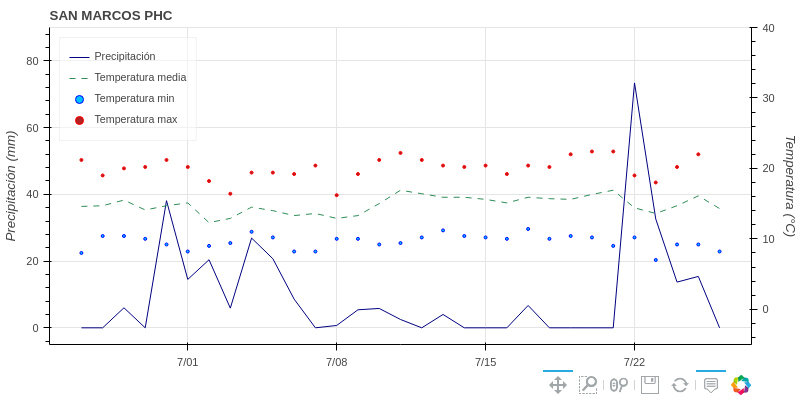 SAN MARCOS PHC
Precipitación
Temperatura media
Temperatura min
Temperatura max
Precipitación (mm)
80
60
40
20
0
Temperatura (°C)
40
30
20
10
0
7/01
7/08
7/15
7/22